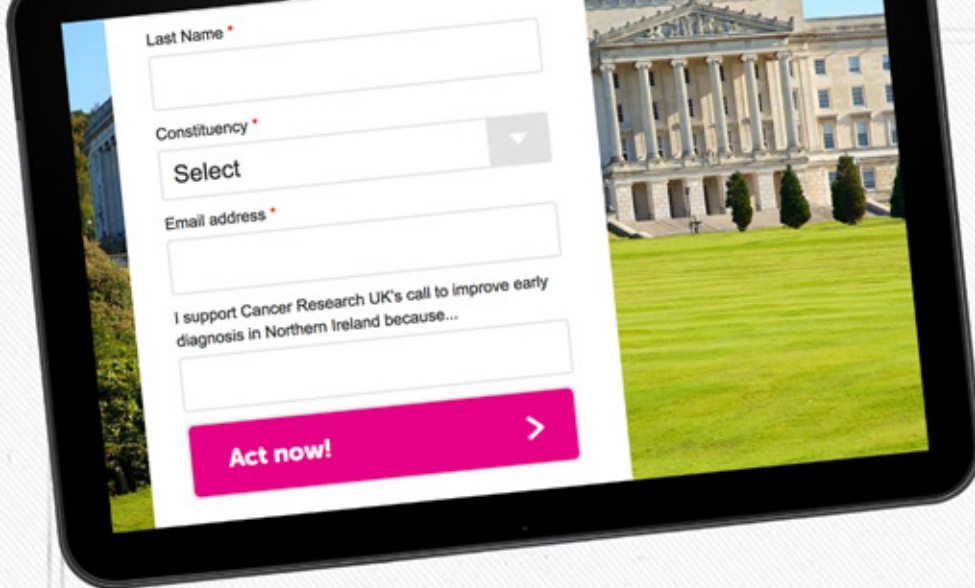 Last Name *
Constituency *
Select
Email address *
I support Cancer Research UK's call to improve early
diagnosis in Northern Ireland because...
Act now!